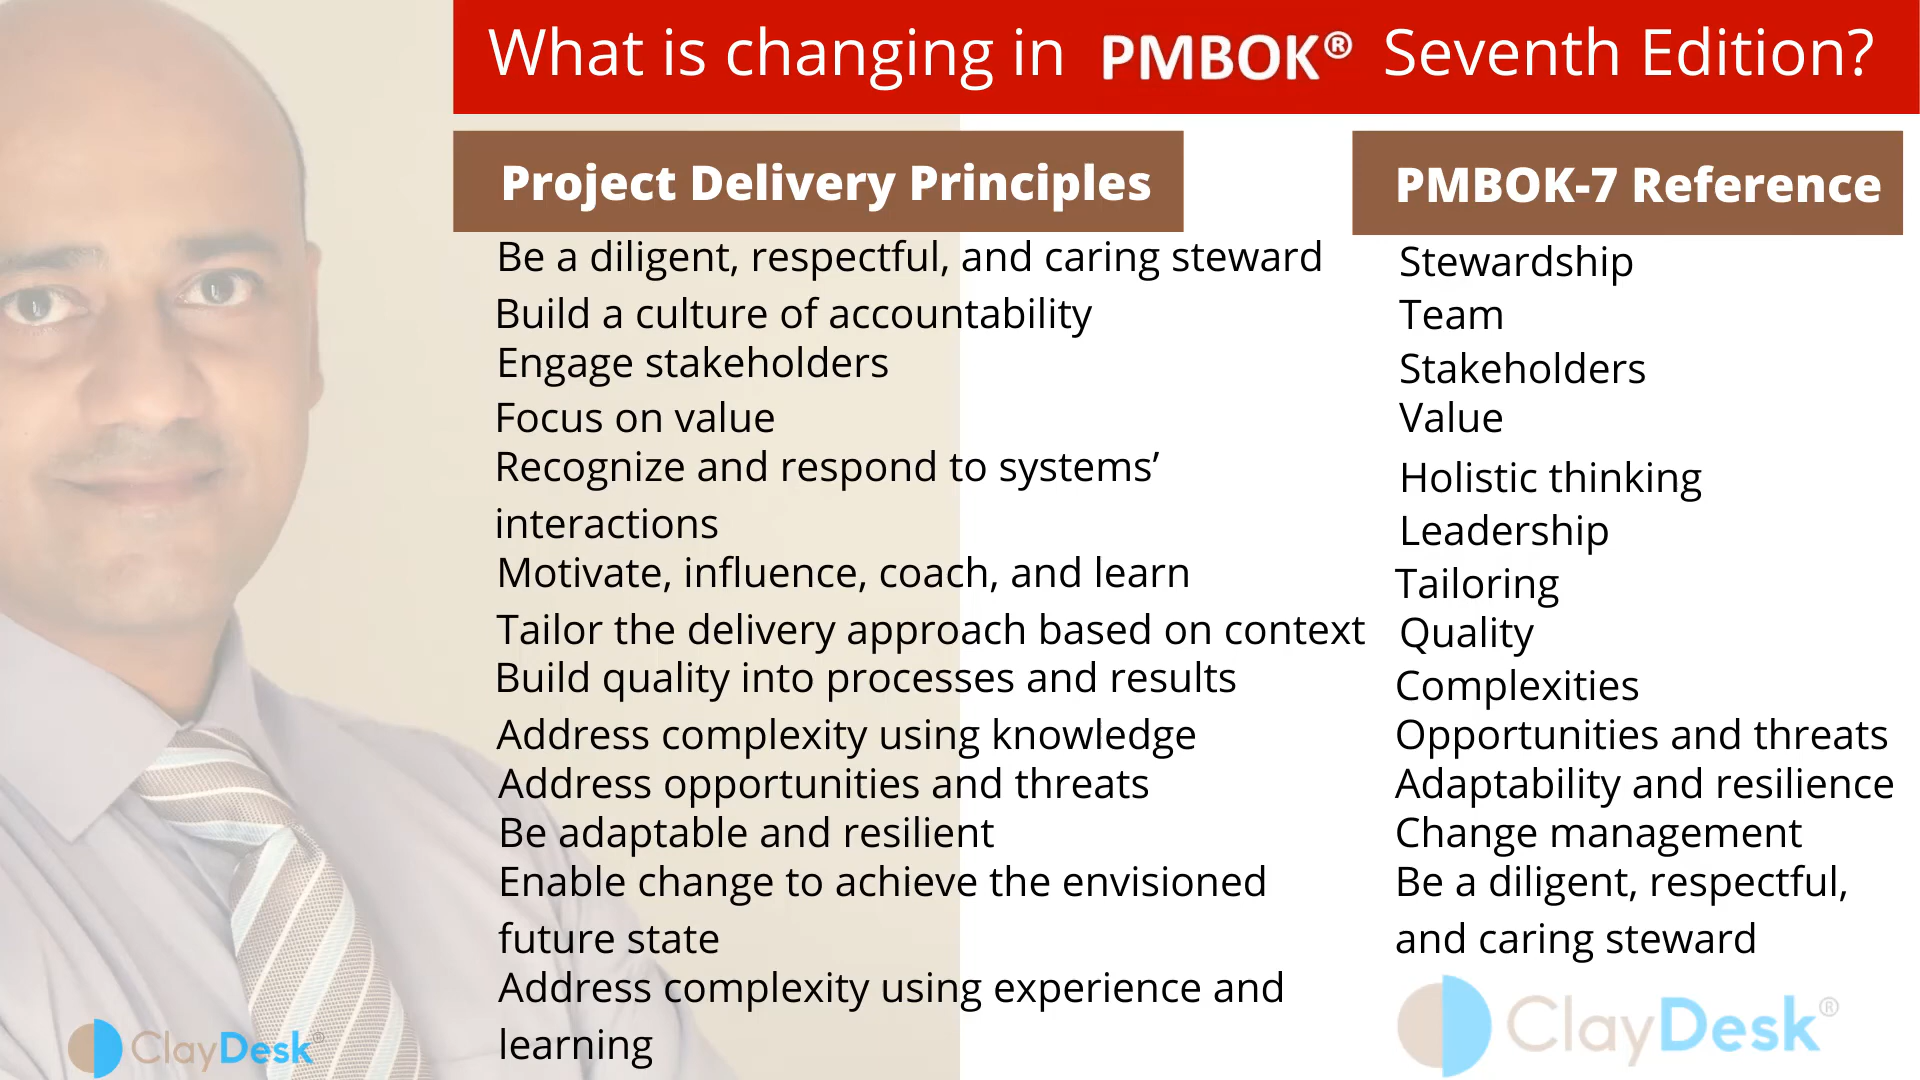 What is changing in PMBOK® Seventh Edition?
Project Delivery Principles
Be a diligent, respectful, and caring steward
Build a culture of accountability
Engage stakeholders
Focus on value
Recognize and respond to systems’
interactions
Motivate, influence, coach, and learn
Tailor the delivery approach based on context
Build quality into processes and results
Address complexity using knowledge
Address opportunities and threats
Be adaptable and resilient
Enable change to achieve the envisioned
future state
Address complexity using experience and
learning
PMBOK-7 Reference
Stewardship
Team
Stakeholders
Value
Holistic thinking
Leadership
Tailoring
Quality
Complexities
Opportunities and threats
Adaptability and resilience
Change management
Be a diligent, respectful,
and caring steward
ClayDesk®
ClayDesk®